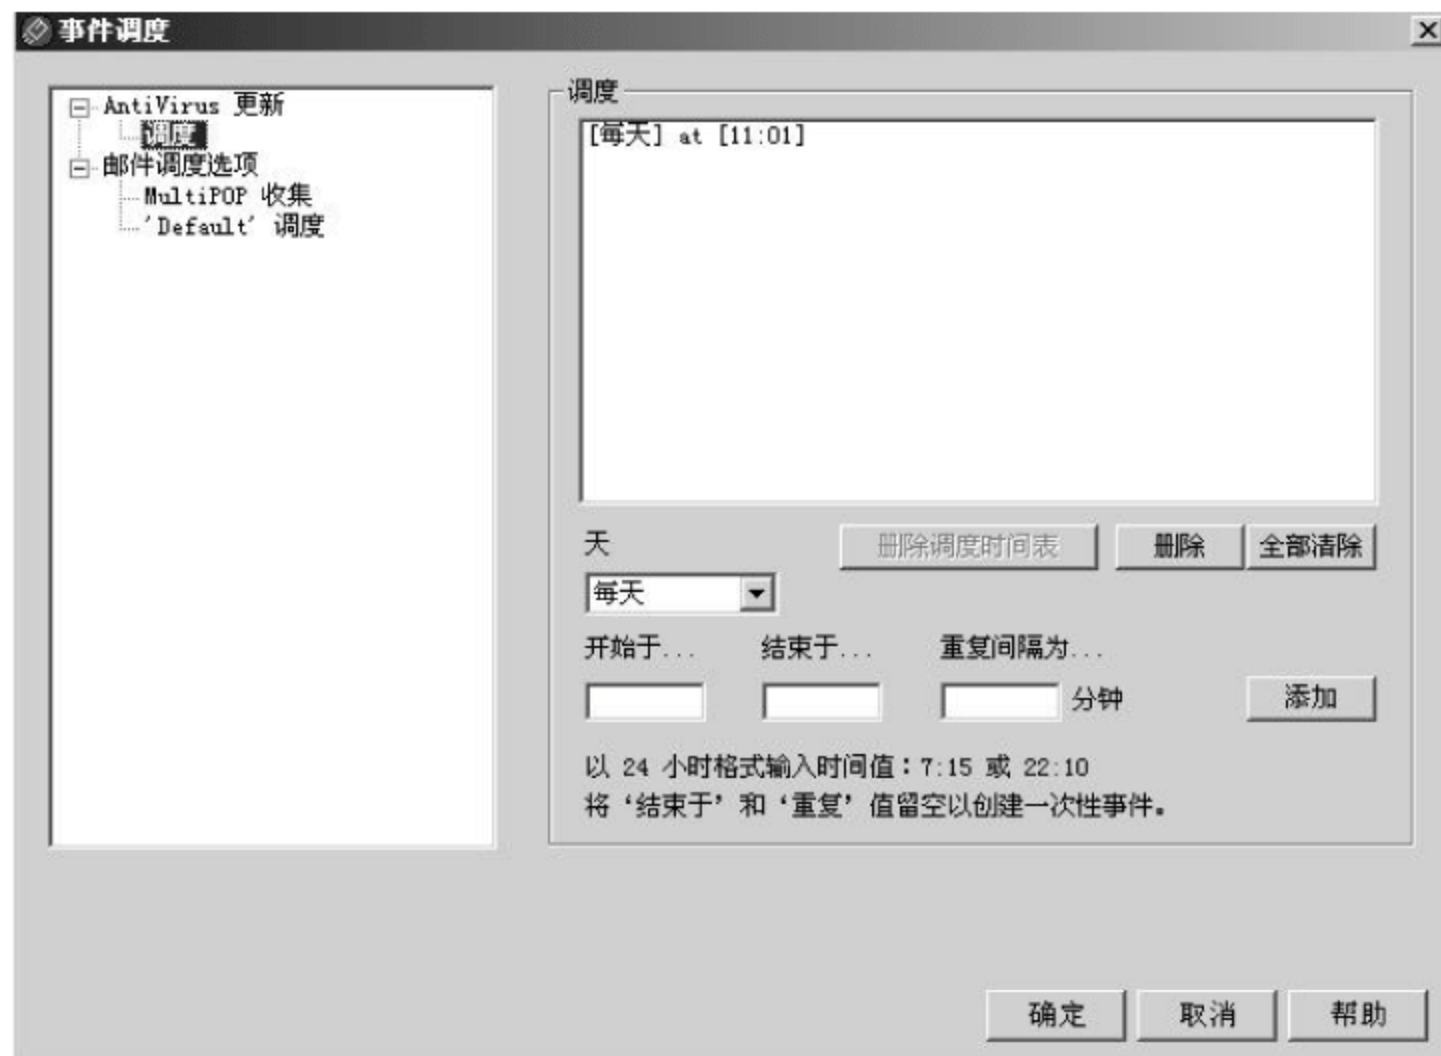 事件调度
AntiVirus 更新
调度
邮件调度选项
MultiPOP 收集
'Default' 调度
调度
[每天] at [11:01]
天
删除调度时间表
删除
全部清除
每天
开始于...
结束于...
重复间隔为...
分钟
添加
以 24 小时格式输入时间值：7:15 或 22:10
将‘结束于’和‘重复’值留空以创建一次性事件。
确定
取消
帮助